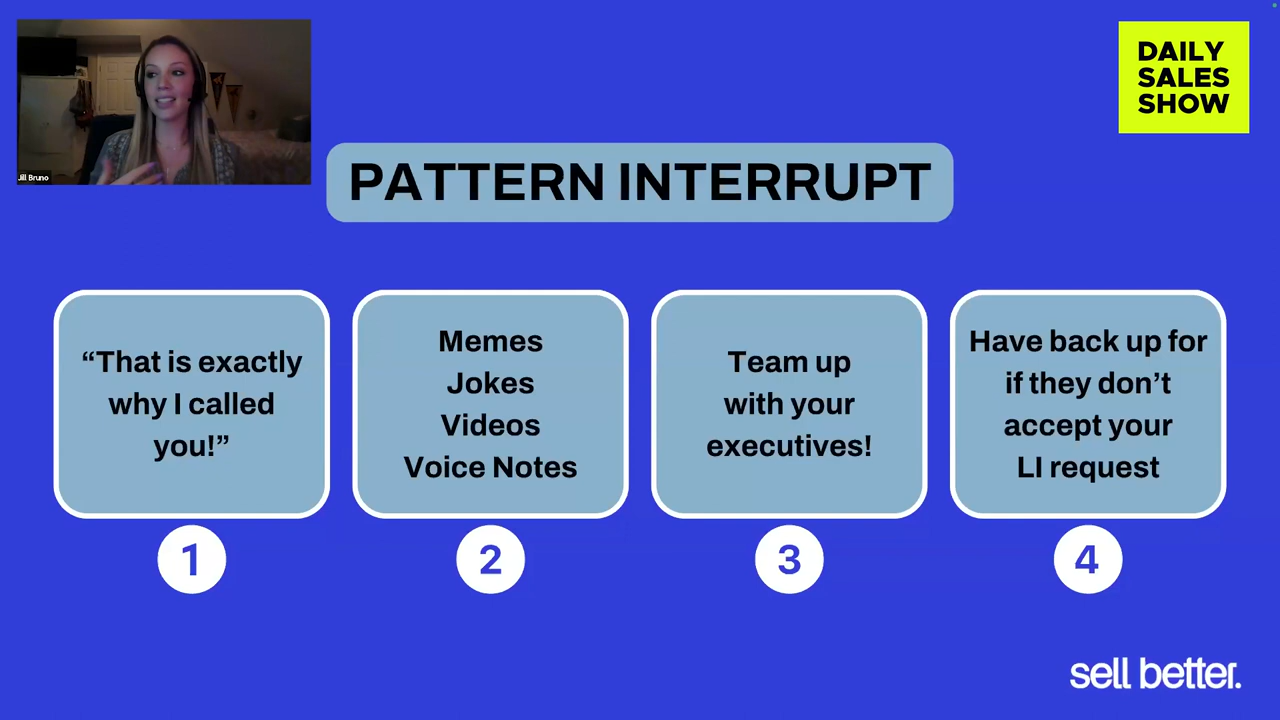 Jill Bruno
DAILY
SALES
SHOW
PATTERN INTERRUPT
“That is exactly
why I called
you!”
1
Memes
Jokes
Videos
Voice Notes
2
Team up
with your
executives!
3
Have back up for
if they don’t
accept your
LI request
4
sell better.